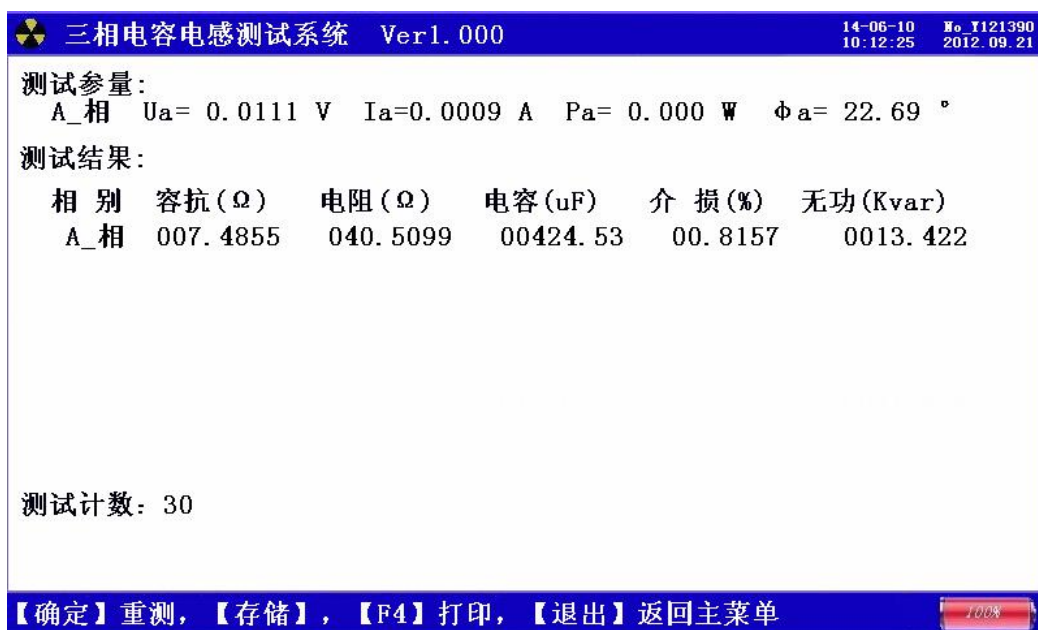 三相电容电感测试系统 Ver1.000 14-06-10 No_Y121390
10:12:25 2012.09.21
测试参量:
A_相 Ua= 0.0111 V Ia=0.0009 A Pa= 0.000 W Φa= 22.69 °
测试结果:
相 别 容抗(Ω) 电阻(Ω) 电容(uF) 介 损(%) 无功(Kvar)
A_相 007.4855 040.5099 00424.53 00.8157 0013.422
测试计数: 30
【确定】重测, 【存储】, 【F4】打印, 【退出】返回主菜单 100%